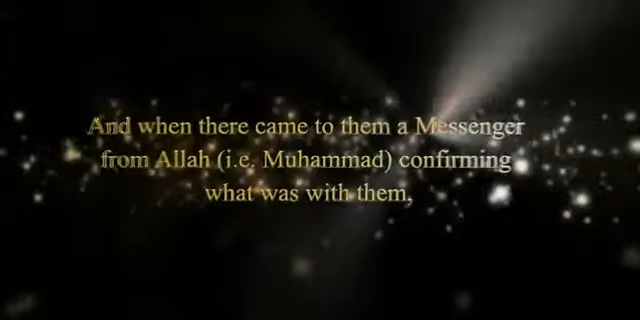 And when there came to them a Messenger
from Allah (i.e. Muhammad) confirming
what was with them,